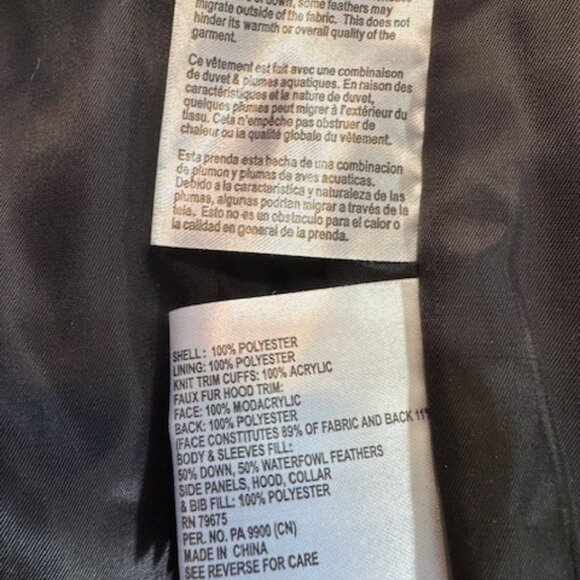 of down, some feathers may
migrate outside of the fabric. This does not
hinder its warmth or overall quality of the
garment.
Ce vêtement est fait avec une combinaison
de duvet & plumes aquatiques. En raison des
caractéristiques et la nature de duvet,
quelques plumes peut migrer à l'extérieur du
tissu. Cela n'empêche pas obstruer de
chaleur ou la qualité globale du vêtement.
Esta prenda esta hecha de una combinacion
de plumon y plumas de aves acuaticas.
Debido a la caracteristica y naturaleza de las
plumas, algunas podrian migrar a través de la
tela. Esto no es un obstaculo para el calor o
la calidad en general de la prenda.
SHELL: 100% POLYESTER
LINING: 100% POLYESTER
KNIT TRIM CUFFS: 100% ACRYLIC
FAUX FUR HOOD TRIM:
FACE: 100% MODACRYLIC
BACK: 100% POLYESTER
(FACE CONSTITUTES 89% OF FABRIC AND BACK 11%
BODY & SLEEVES FILL:
50% DOWN, 50% WATERFOWL FEATHERS
SIDE PANELS, HOOD, COLLAR
& BIB FILL: 100% POLYESTER
RN 79675
PER. NO. PA 9900 (CN)
MADE IN CHINA
SEE REVERSE FOR CARE